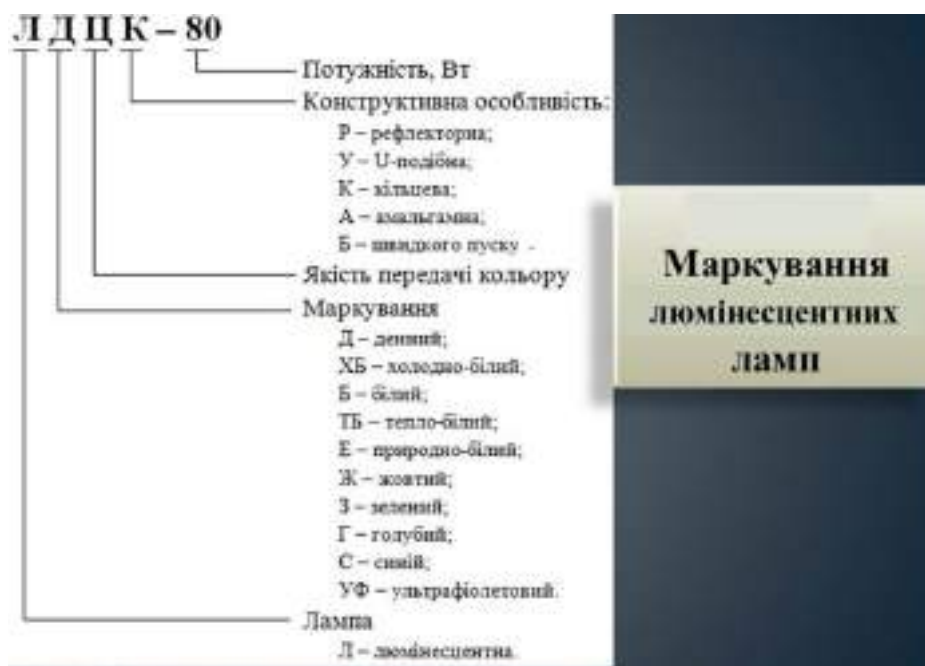 ЛДЦК – 80
Потужність, Вт
Конструктивна особливість:
Р – рефлекторна;
У – U-подібна;
К – кільцева;
А – амальгамна;
Б – швидкого пуску
Якість передачі кольору
Маркування
Д – денний;
ХБ – холодно-білий;
Б – білий;
ТБ – тепло-білий;
Е – природно-білий;
Ж – жовтий;
З – зелений;
Г – голубий;
С – синій;
УФ – ультрафіолетовий.
Лампа
Л – люмінесцентна.
Маркування
люмінесцентних
ламп